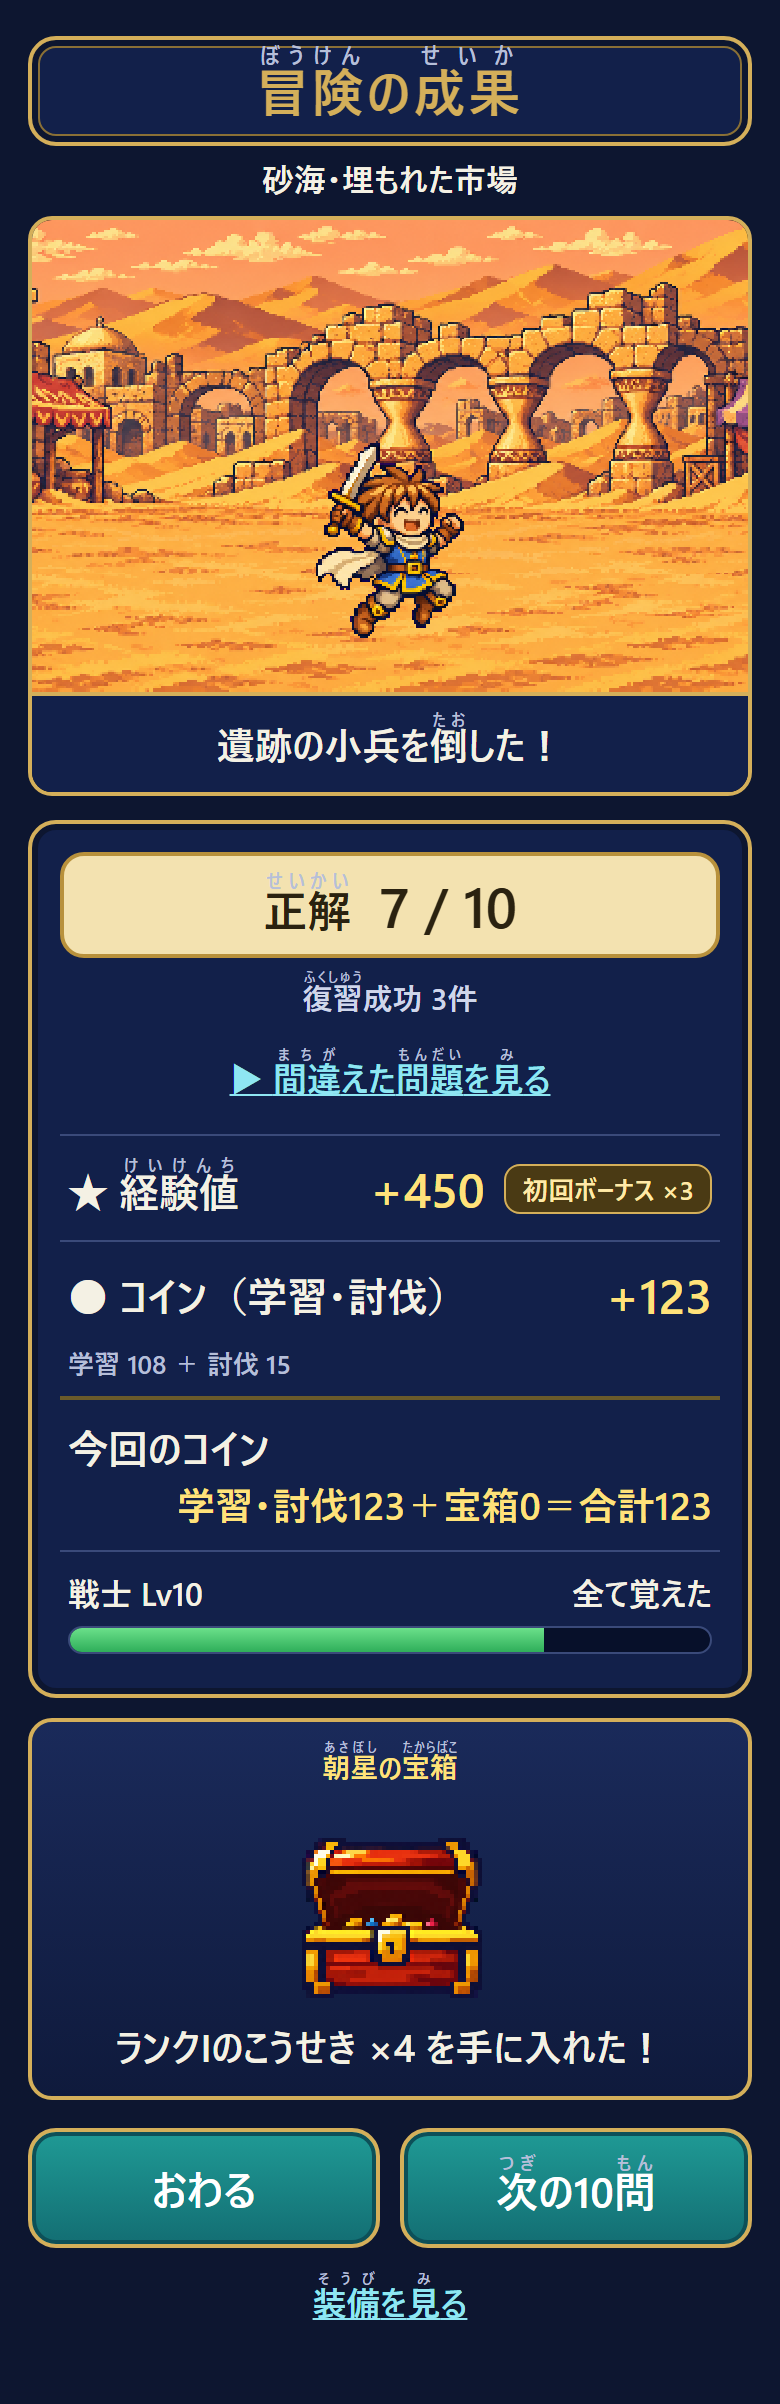 ぼうけん せいか
冒険の成果
砂海・埋もれた市場
たお
遺跡の小兵を倒した！
せいかい
正解 7 / 10
ふくしゅう
復習成功 3件
まちが もんだい み
▶ 間違えた問題を見る
けいけんち
★ 経験値 +450 初回ボーナス ×3
● コイン（学習・討伐） +123
学習 108 ＋ 討伐 15
今回のコイン
学習・討伐123＋宝箱0＝合計123
戦士 Lv10 全て覚えた
あさぼし たからばこ
朝星の宝箱
ランクIのこうせき ×4 を手に入れた！
おわる
つぎ もん
次の10問
そうび み
装備を見る